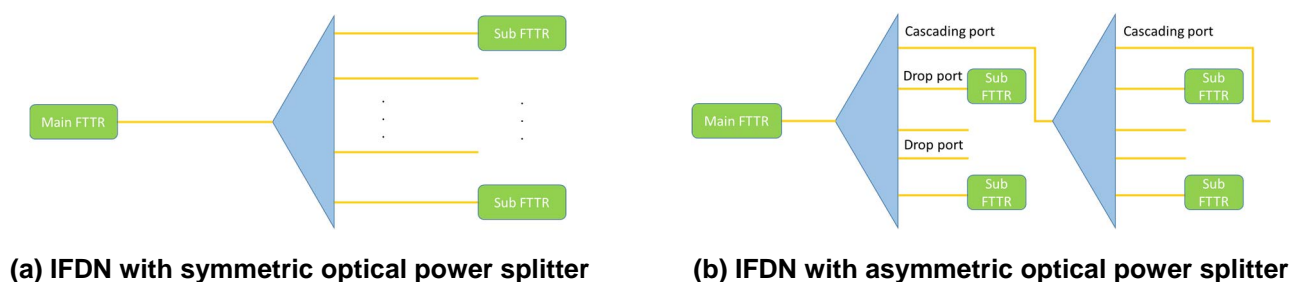 Main FTTR
Sub FTTR
Sub FTTR
(a) IFDN with symmetric optical power splitter
Main FTTR
Cascading port
Drop port
Sub
FTTR
Drop port
Sub
FTTR
Cascading port
Sub
FTTR
Sub
FTTR
(b) IFDN with asymmetric optical power splitter